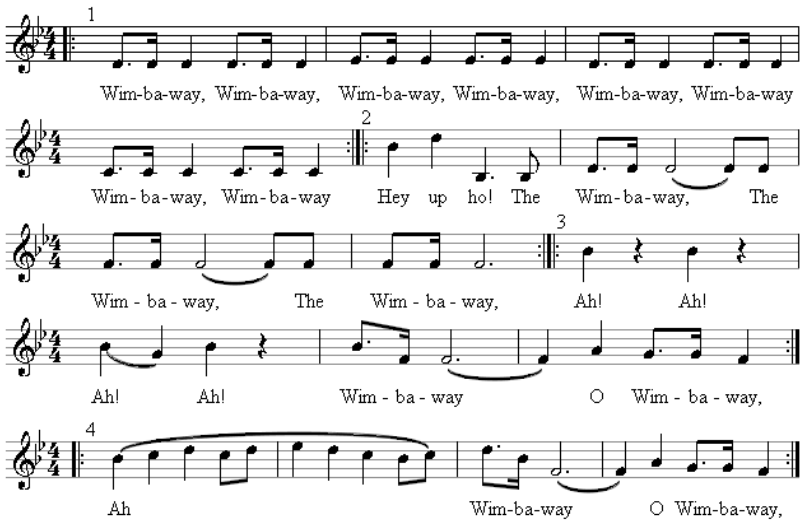 1
Wim-ba-way, Wim-ba-way, Wim-ba-way, Wim-ba-way, Wim-ba-way, Wim-ba-way
2
Wim-ba-way, Wim-ba-way Hey up ho! The Wim-ba-way, The
3
Wim - ba - way, The Wim - ba - way, Ah! Ah!
Ah! Ah! Wim - ba - way O Wim - ba - way,
4
Ah Wim-ba-way O Wim-ba-way,